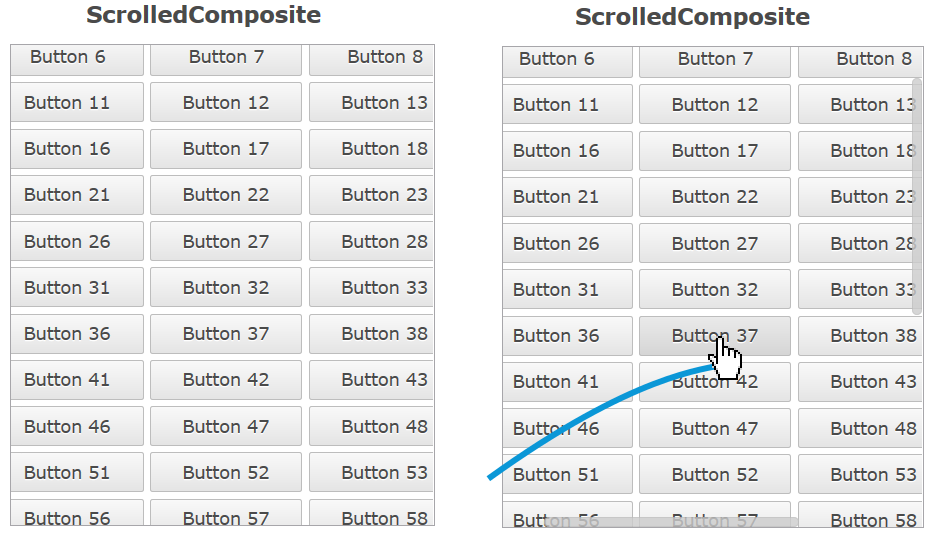 ScrolledComposite
Button 6 Button 7 Button 8
Button 11 Button 12 Button 13
Button 16 Button 17 Button 18
Button 21 Button 22 Button 23
Button 26 Button 27 Button 28
Button 31 Button 32 Button 33
Button 36 Button 37 Button 38
Button 41 Button 42 Button 43
Button 46 Button 47 Button 48
Button 51 Button 52 Button 53
Button 56 Button 57 Button 58
ScrolledComposite
Button 6 Button 7 Button 8
Button 11 Button 12 Button 13
Button 16 Button 17 Button 18
Button 21 Button 22 Button 23
Button 26 Button 27 Button 28
Button 31 Button 32 Button 33
Button 36 Button 37 Button 38
Button 41 Button 42 Button 43
Button 46 Button 47 Button 48
Button 51 Button 52 Button 53
Button 56 Button 57 Button 58